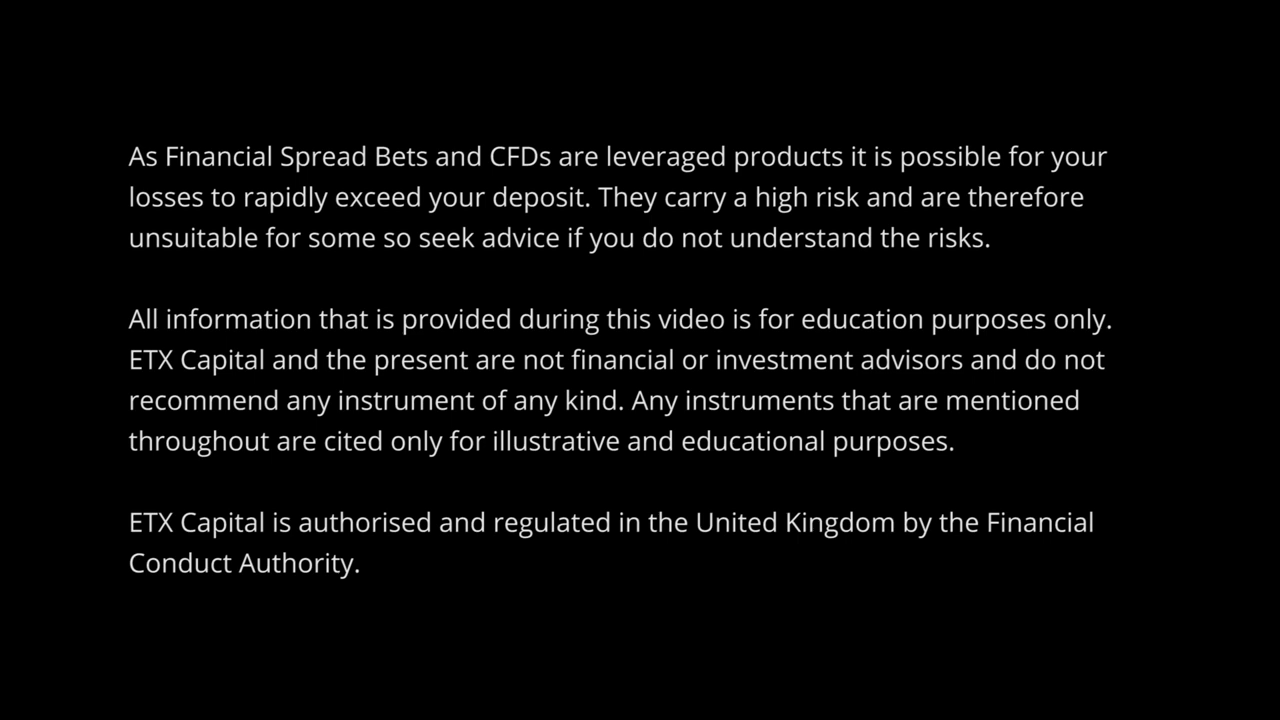 As Financial Spread Bets and CFDs are leveraged products it is possible for your
losses to rapidly exceed your deposit. They carry a high risk and are therefore
unsuitable for some so seek advice if you do not understand the risks.
All information that is provided during this video is for education purposes only.
ETX Capital and the present are not financial or investment advisors and do not
recommend any instrument of any kind. Any instruments that are mentioned
throughout are cited only for illustrative and educational purposes.
ETX Capital is authorised and regulated in the United Kingdom by the Financial
Conduct Authority.